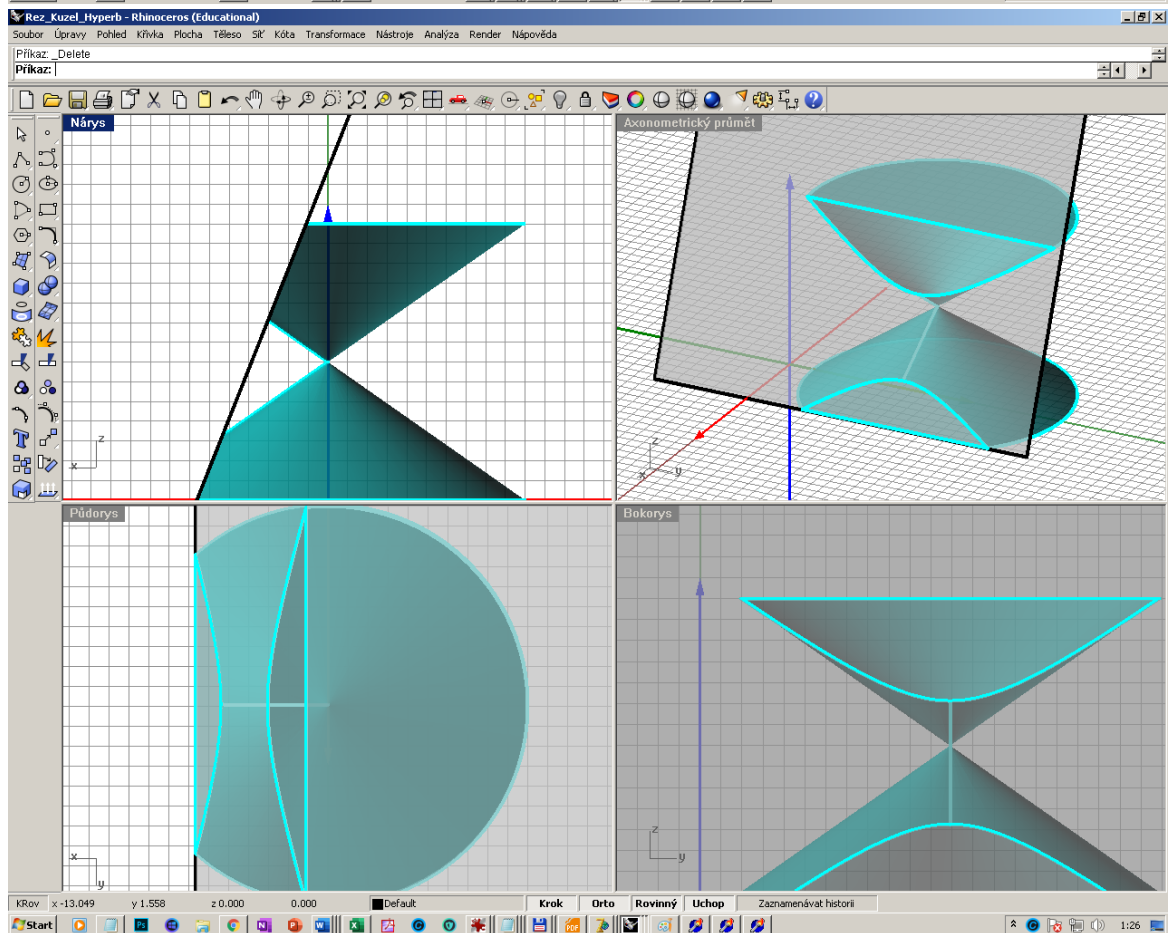 Rez_Kuzel_Hyperb - Rhinoceros (Educational)
Soubor Úpravy Pohled Křivka Plocha Těleso Síť Kóta Transformace Nástroje Analýza Render Nápověda
Příkaz: _Delete
Příkaz:
Nárys
Axonometrický průmět
z
x
z
x
y
Půdorys
Bokorys
x
y
z
y
KRov x -13.049 y 1.558 z 0.000 0.000 Default Krok Orto Rovinný Uchop Zaznamenávat historii
Start 1:26